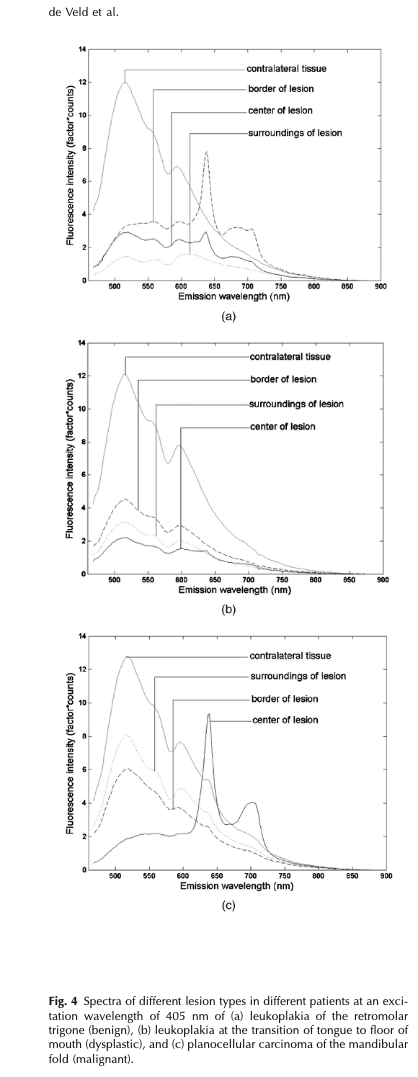 de Veld et al.
14
12
10
8
6
4
2
0
Fluorescence intensity (factor*counts)
contralateral tissue
border of lesion
center of lesion
surroundings of lesion
500 550 600 650 700 750 800 850 900
Emission wavelength (nm)
(a)
14
12
10
8
6
4
2
0
Fluorescence intensity (factor*counts)
contralateral tissue
border of lesion
surroundings of lesion
center of lesion
500 550 600 650 700 750 800 850 900
Emission wavelength (nm)
(b)
14
12
10
8
6
4
2
0
Fluorescence intensity (factor*counts)
contralateral tissue
surroundings of lesion
border of lesion
center of lesion
500 550 600 650 700 750 800 850 900
Emission wavelength (nm)
(c)
Fig. 4 Spectra of different lesion types in different patients at an exci-
tation wavelength of 405 nm of (a) leukoplakia of the retromolar
trigone (benign), (b) leukoplakia at the transition of tongue to floor of
mouth (dysplastic), and (c) planocellular carcinoma of the mandibular
fold (malignant).